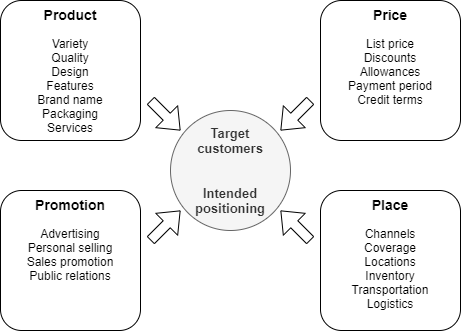 Product
Variety
Quality
Design
Features
Brand name
Packaging
Services
Price
List price
Discounts
Allowances
Payment period
Credit terms
Target
customers
Intended
positioning
Promotion
Advertising
Personal selling
Sales promotion
Public relations
Place
Channels
Coverage
Locations
Inventory
Transportation
Logistics